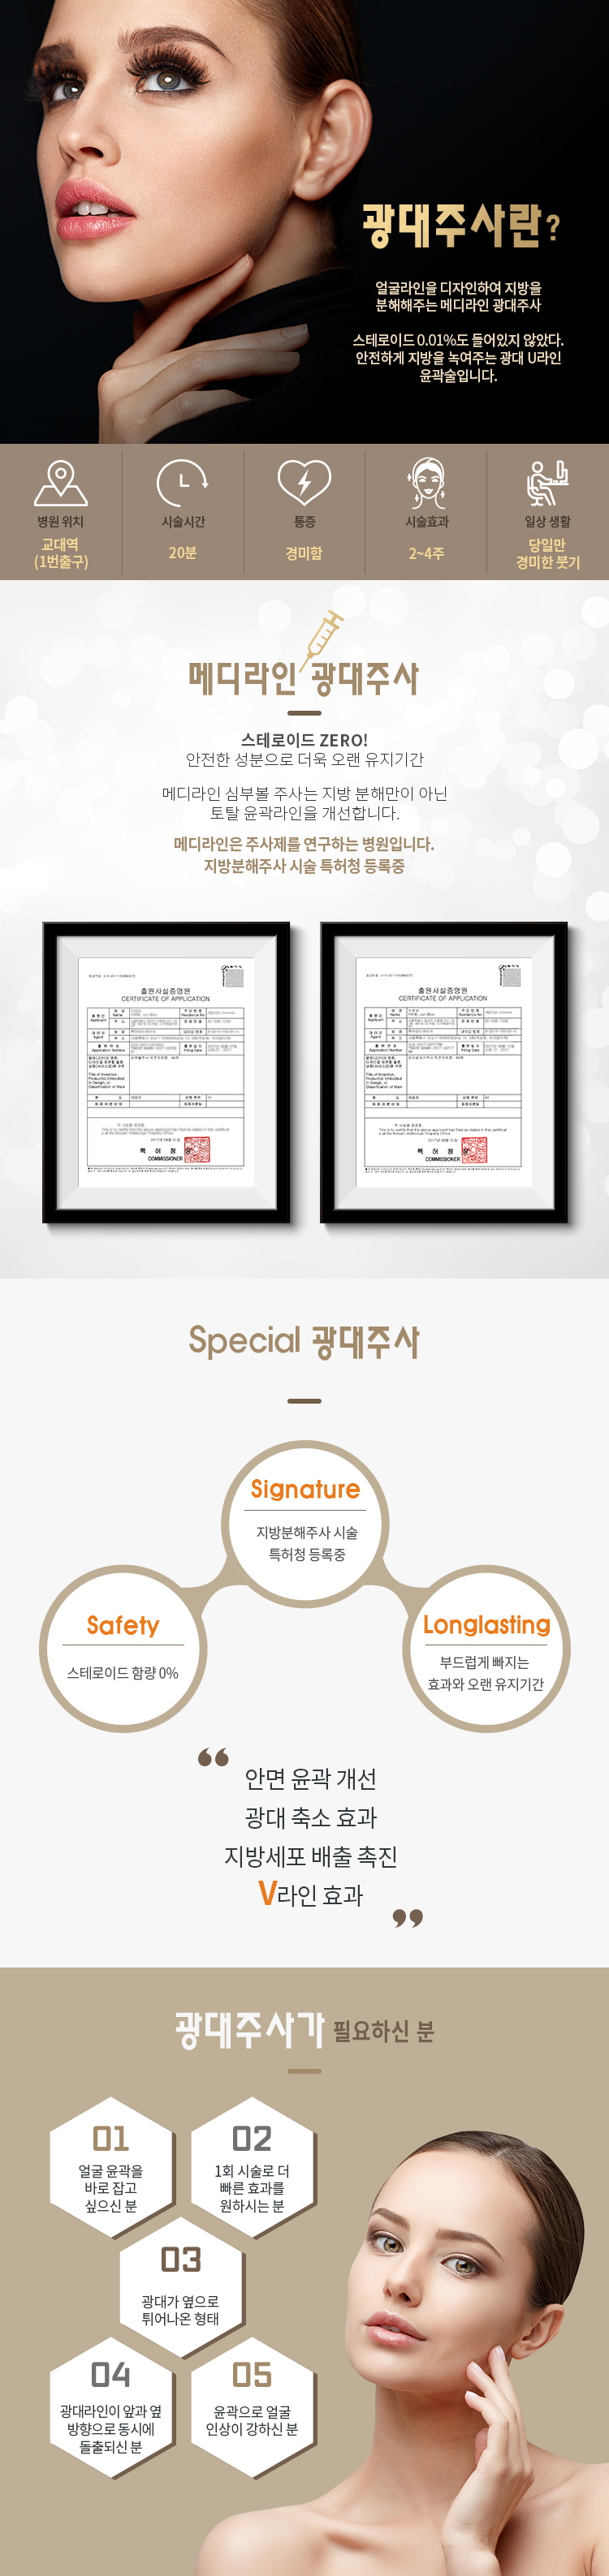 광대주사란?
얼굴라인을 디자인하여 지방을
분해해주는 메디라인 광대주사
스테로이드 0.01%도 들어있지 않았다.
안전하게 지방을 녹여주는 광대 U라인
윤곽술입니다.
병원 위치
교대역
(1번출구)
시술시간
20분
통증
경미함
시술효과
2~4주
일상 생활
당일만
경미한 붓기
메디라인 광대주사
스테로이드 ZERO!
안전한 성분으로 더욱 오랜 유지기간
메디라인 심부볼 주사는 지방 분해만이 아닌
토탈 윤곽라인을 개선합니다.
메디라인은 주사제를 연구하는 병원입니다.
지방분해주사 시술 특허청 등록중
출원사실증명원
CERTIFICATE OF APPLICATION
특 허 청 장
COMMISSIONER
출원사실증명원
CERTIFICATE OF APPLICATION
특 허 청 장
COMMISSIONER
Special 광대주사
Signature
지방분해주사 시술
특허청 등록중
Safety
스테로이드 함량 0%
Longlasting
부드럽게 빠지는
효과와 오랜 유지기간
“
안면 윤곽 개선
광대 축소 효과
지방세포 배출 촉진
V라인 효과
”
광대주사가 필요하신 분
01
얼굴 윤곽을
바로 잡고
싶으신 분
02
1회 시술로 더
빠른 효과를
원하시는 분
03
광대가 옆으로
튀어나온 형태
04
광대라인이 앞과 옆
방향으로 동시에
돌출되신 분
05
윤곽으로 얼굴
인상이 강하신 분